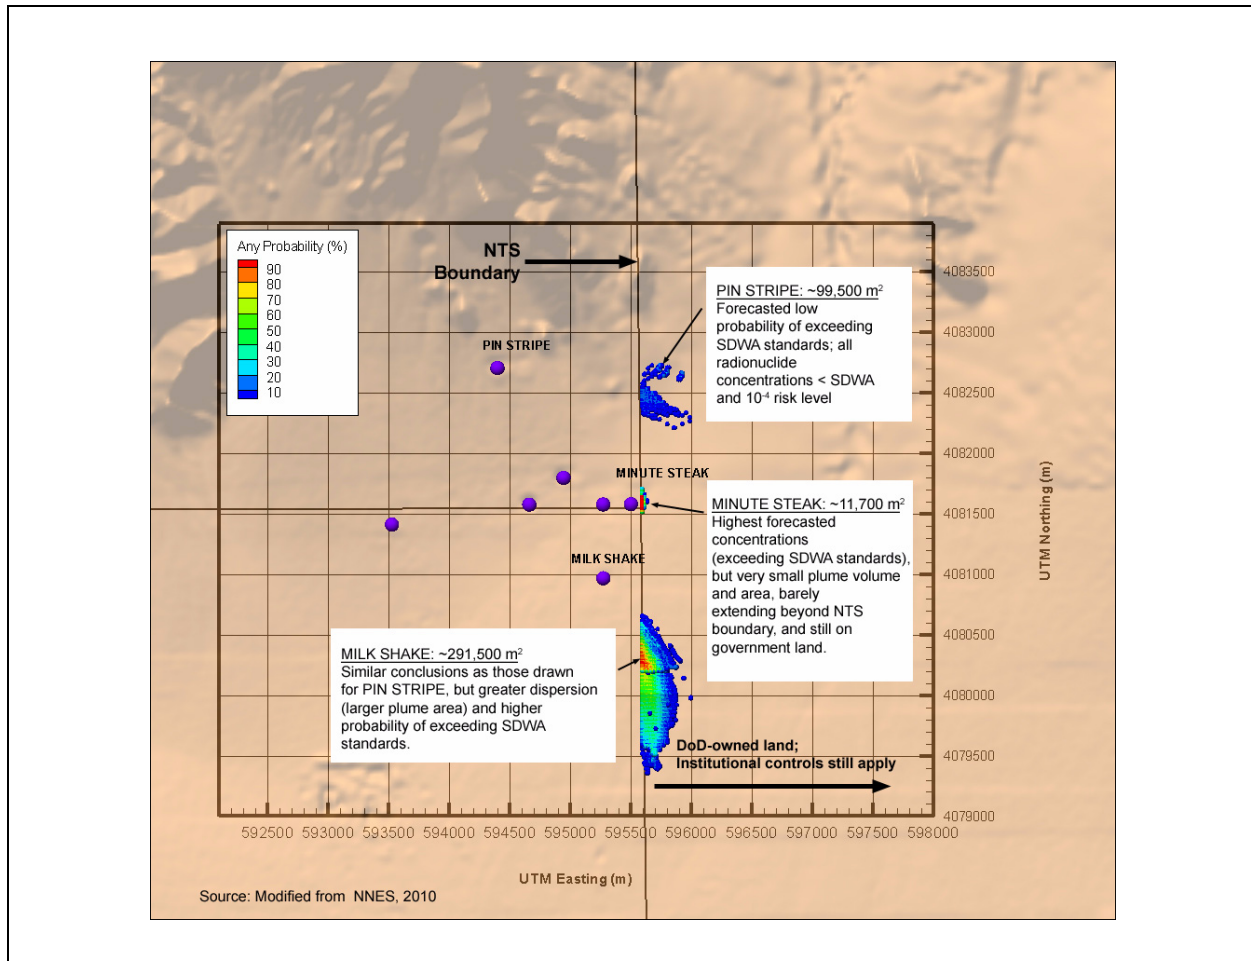 NTS
Boundary
Any Probability (%)
90
80
70
60
50
40
30
20
10
PIN STRIPE: ~99,500 m²
Forecasted low
probability of exceeding
SDWA standards; all
radionuclide
concentrations < SDWA
and 10⁻⁴ risk level
PIN STRIPE
MINUTE STEAK
MINUTE STEAK: ~11,700 m²
Highest forecasted
concentrations
(exceeding SDWA standards),
but very small plume volume
and area, barely
extending beyond NTS
boundary, and still on
government land.
MILK SHAKE
MILK SHAKE: ~291,500 m²
Similar conclusions as those drawn
for PIN STRIPE, but greater dispersion
(larger plume area) and higher
probability of exceeding SDWA
standards.
DoD-owned land;
Institutional controls still apply
4083500
4083000
4082500
4082000
4081500
4081000
4080500
4080000
4079500
4079000
UTM Northing (m)
592500 593000 593500 594000 594500 595000 595500 596000 596500 597000 597500 598000
UTM Easting (m)
Source: Modified from NNES, 2010